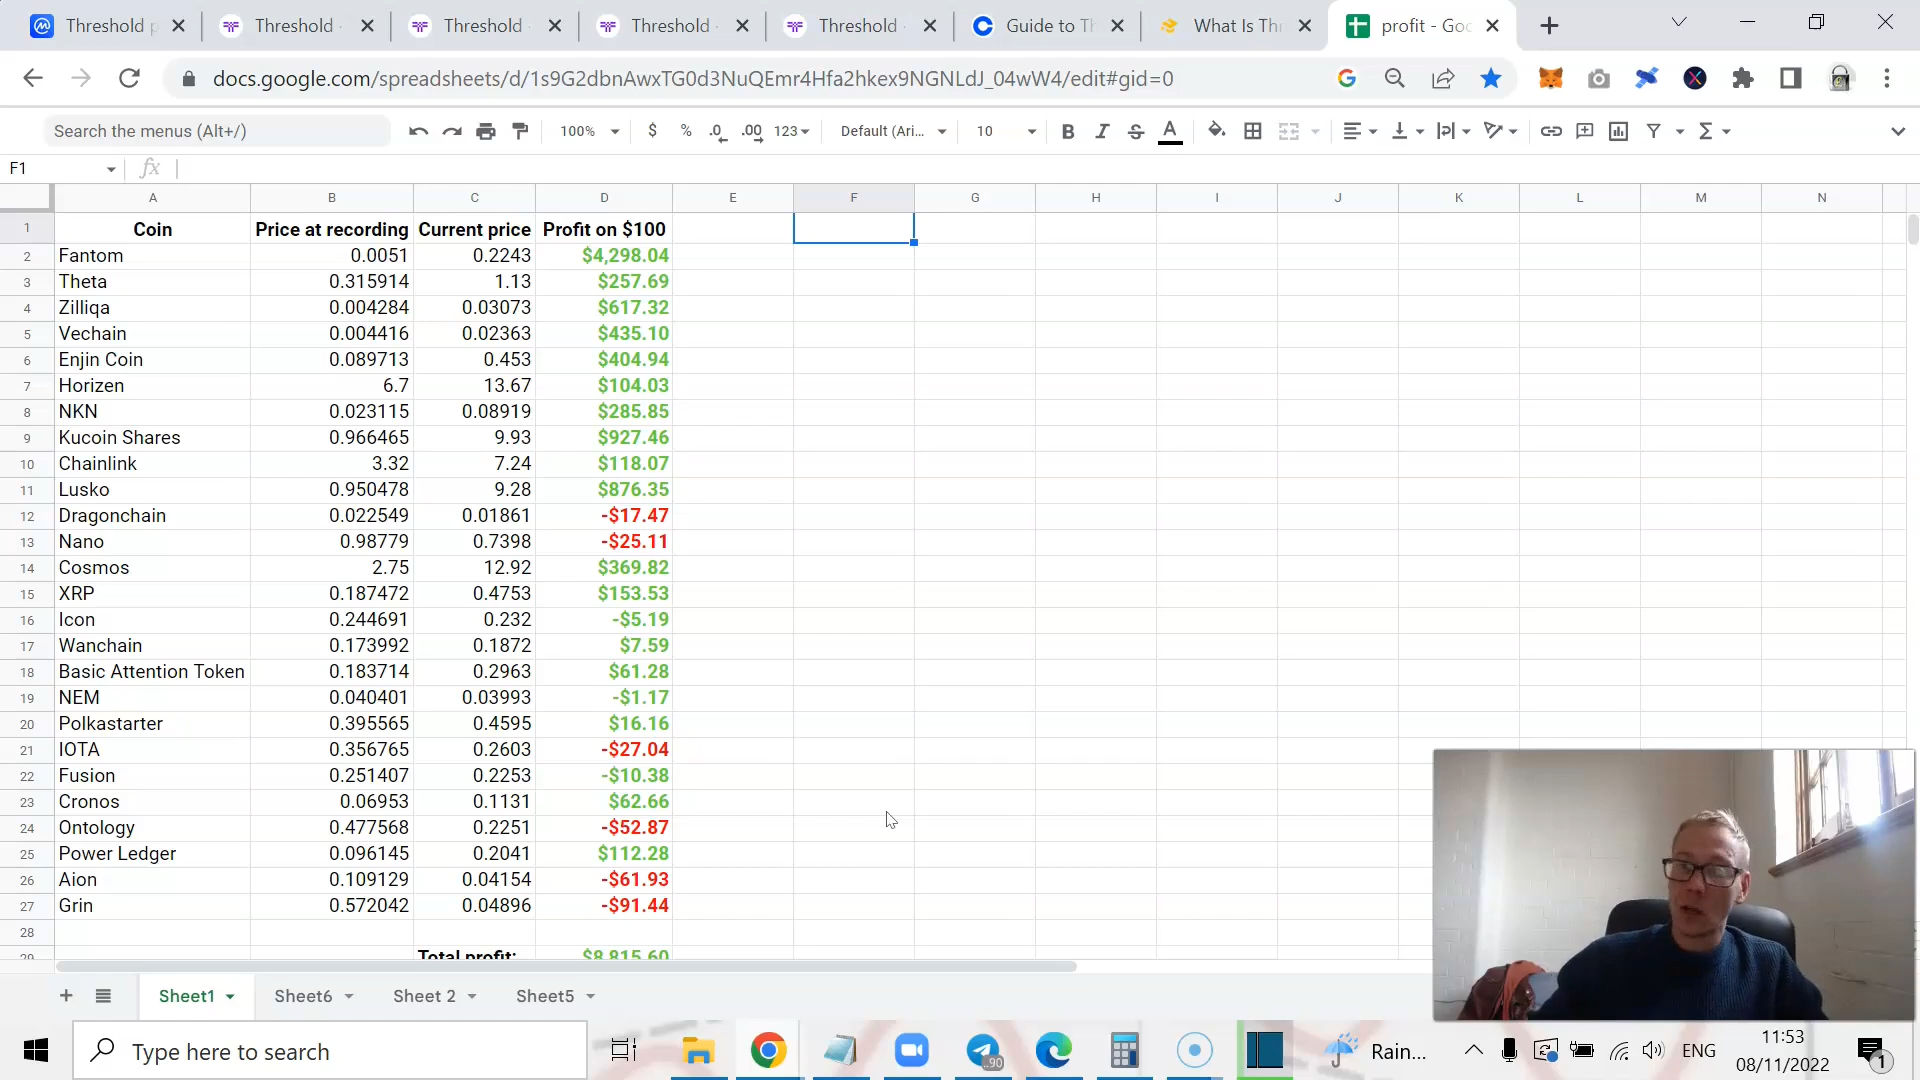 Threshold p
Threshold
Threshold
Threshold
Threshold
Guide to Th
What Is Thr
profit - Goo
docs.google.com/spreadsheets/d/1s9G2dbnAwxTG0d3NuQEmr4Hfa2hkex9NGNLdJ_04wW4/edit#gid=0
Search the menus (Alt+/) 100% $ % .0 .00 123 Default (Ari... 10 B I S A Σ
F1 fx
A B C D E F G H I J K L M N
1 Coin Price at recording Current price Profit on $100
2 Fantom 0.0051 0.2243 $4,298.04
3 Theta 0.315914 1.13 $257.69
4 Zilliqa 0.004284 0.03073 $617.32
5 Vechain 0.004416 0.02363 $435.10
6 Enjin Coin 0.089713 0.453 $404.94
7 Horizen 6.7 13.67 $104.03
8 NKN 0.023115 0.08919 $285.85
9 Kucoin Shares 0.966465 9.93 $927.46
10 Chainlink 3.32 7.24 $118.07
11 Lusko 0.950478 9.28 $876.35
12 Dragonchain 0.022549 0.01861 -$17.47
13 Nano 0.98779 0.7398 -$25.11
14 Cosmos 2.75 12.92 $369.82
15 XRP 0.187472 0.4753 $153.53
16 Icon 0.244691 0.232 -$5.19
17 Wanchain 0.173992 0.1872 $7.59
18 Basic Attention Token 0.183714 0.2963 $61.28
19 NEM 0.040401 0.03993 -$1.17
20 Polkastarter 0.395565 0.4595 $16.16
21 IOTA 0.356765 0.2603 -$27.04
22 Fusion 0.251407 0.2253 -$10.38
23 Cronos 0.06953 0.1131 $62.66
24 Ontology 0.477568 0.2251 -$52.87
25 Power Ledger 0.096145 0.2041 $112.28
26 Aion 0.109129 0.04154 -$61.93
27 Grin 0.572042 0.04896 -$91.44
28
29 Total profit: $8,815.60
Sheet1 Sheet6 Sheet 2 Sheet5
Type here to search
90
Rain...
ENG
11:53
08/11/2022
1